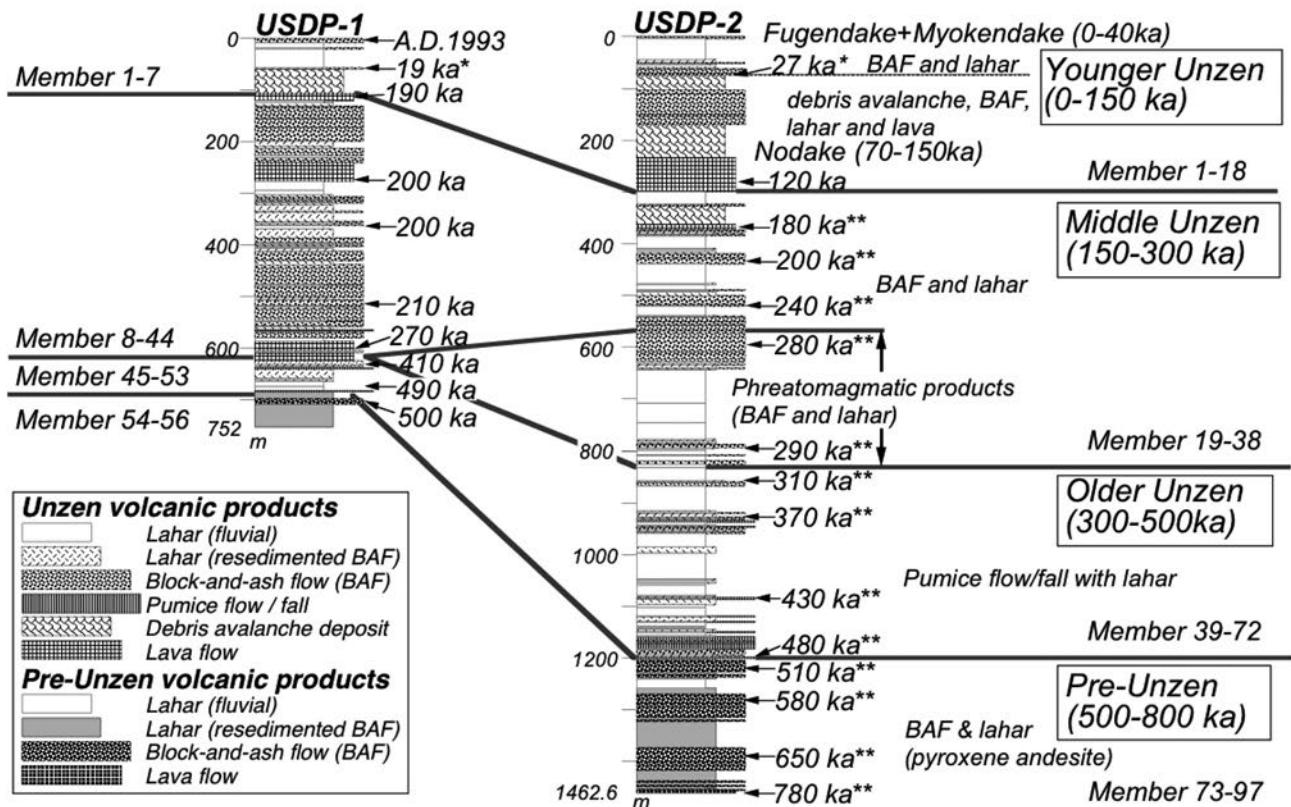 USDP-1
0
A.D.1993
19 ka*
Member 1-7
190 ka
200
200 ka
200 ka
400
210 ka
Member 8-44
270 ka
600
410 ka
Member 45-53
490 ka
Member 54-56
500 ka
752
m
Unzen volcanic products
Lahar (fluvial)
Lahar (resedimented BAF)
Block-and-ash flow (BAF)
Pumice flow / fall
Debris avalanche deposit
Lava flow
Pre-Unzen volcanic products
Lahar (fluvial)
Lahar (resedimented BAF)
Block-and-ash flow (BAF)
Lava flow
USDP-2
0
Fugendake+Myokendake (0-40ka)
27 ka*
BAF and lahar
Younger Unzen
(0-150 ka)
debris avalanche, BAF,
lahar and lava
200
Nodake (70-150ka)
120 ka
Member 1-18
180 ka**
Middle Unzen
(150-300 ka)
400
200 ka**
BAF and lahar
240 ka**
600
280 ka**
Phreatomagmatic products
(BAF and lahar)
800
290 ka**
Member 19-38
310 ka**
Older Unzen
(300-500ka)
370 ka**
1000
Pumice flow/fall with lahar
430 ka**
480 ka**
Member 39-72
1200
510 ka**
Pre-Unzen
(500-800 ka)
580 ka**
BAF & lahar
(pyroxene andesite)
650 ka**
1462.6
m
780 ka**
Member 73-97